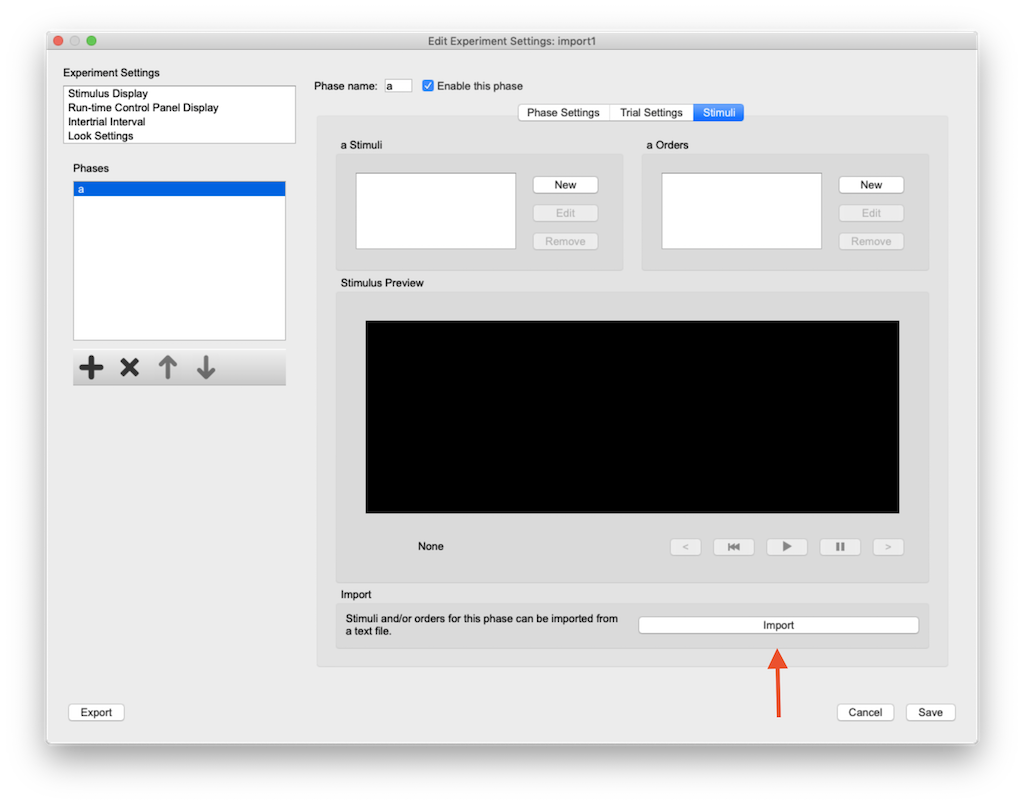 Edit Experiment Settings: import1
Experiment Settings
Stimulus Display
Run-time Control Panel Display
Intertrial Interval
Look Settings
Phases
a
Phase name: a Enable this phase
Phase Settings Trial Settings Stimuli
a Stimuli
New
Edit
Remove
a Orders
New
Edit
Remove
Stimulus Preview
None
< >
Import
Stimuli and/or orders for this phase can be imported from
a text file.
Import
Export
Cancel Save